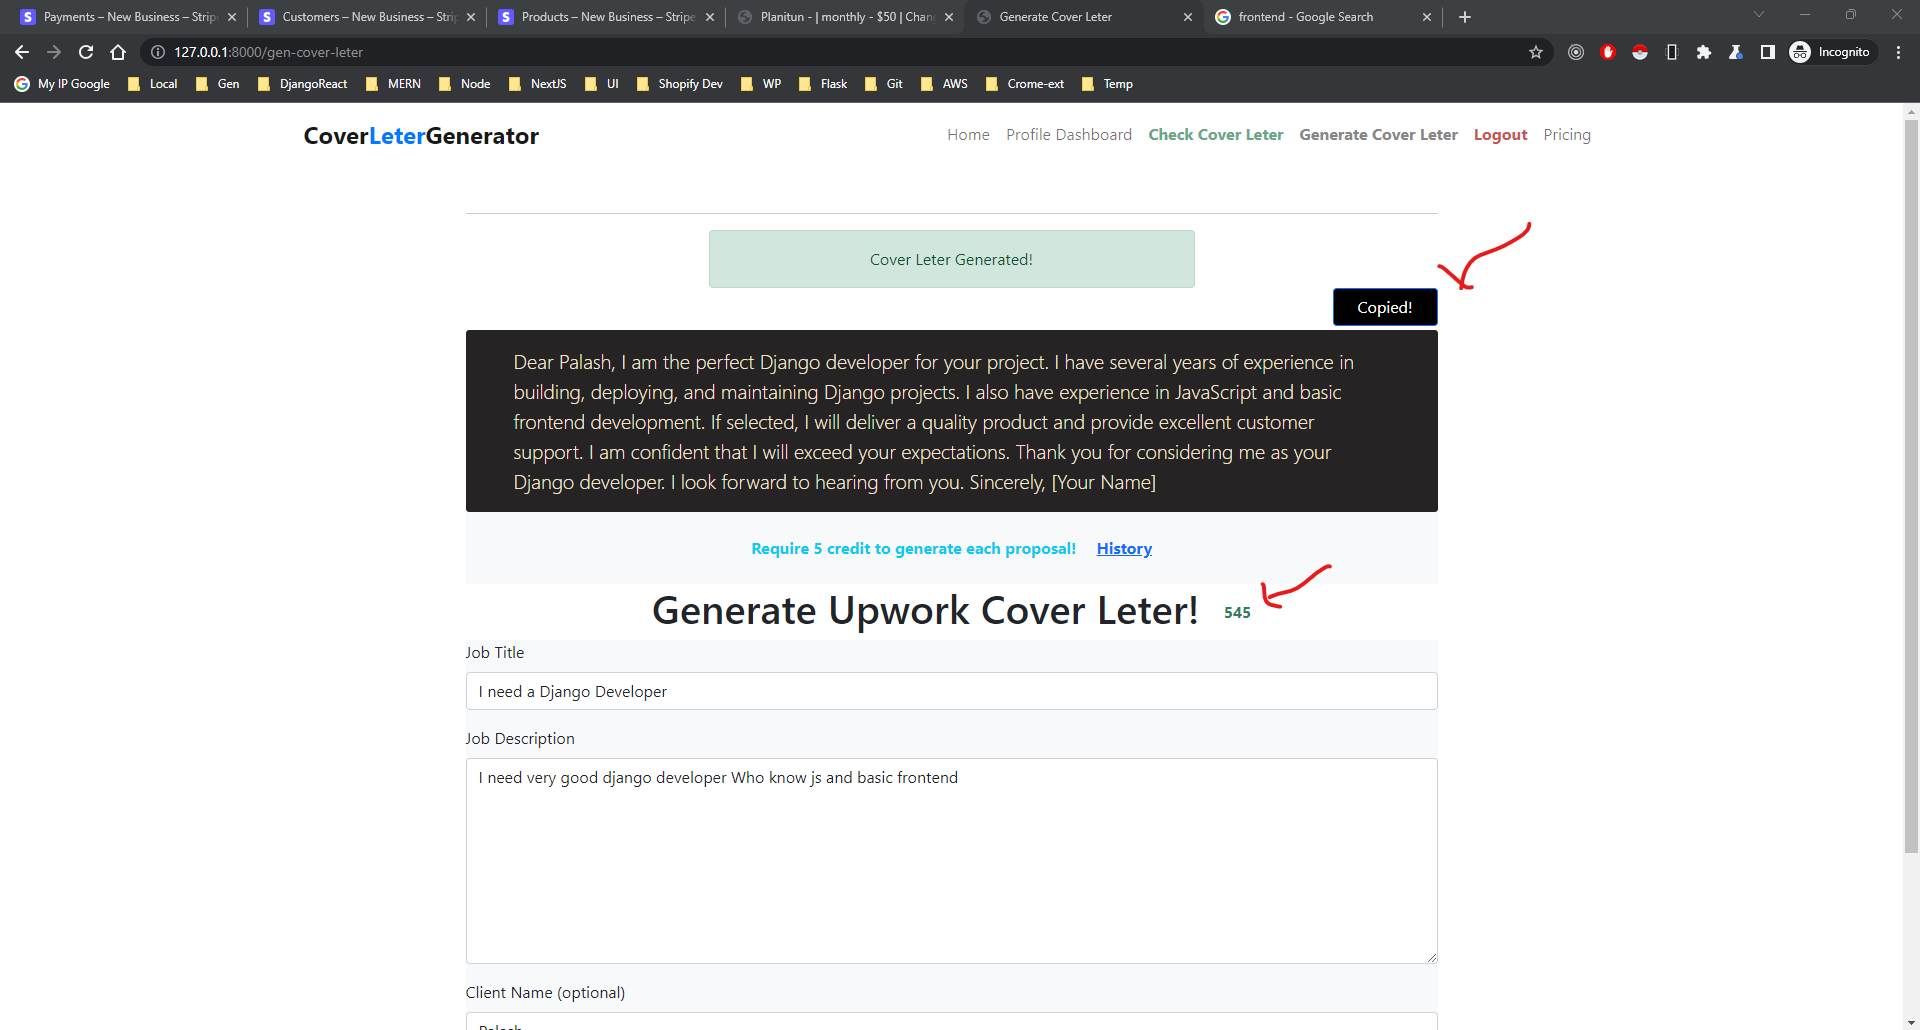 Payments – New Business – Strip
Customers – New Business – Strip
Products – New Business – Stripe
Planitun - | monthly - $50 | Chan
Generate Cover Leter
frontend - Google Search
127.0.0.1:8000/gen-cover-leter
Incognito
My IP Google
Local
Gen
DjangoReact
MERN
Node
NextJS
UI
Shopify Dev
WP
Flask
Git
AWS
Crome-ext
Temp
CoverLeterGenerator
Home
Profile Dashboard
Check Cover Leter
Generate Cover Leter
Logout
Pricing
Cover Leter Generated!
Copied!
Dear Palash, I am the perfect Django developer for your project. I have several years of experience in
building, deploying, and maintaining Django projects. I also have experience in JavaScript and basic
frontend development. If selected, I will deliver a quality product and provide excellent customer
support. I am confident that I will exceed your expectations. Thank you for considering me as your
Django developer. I look forward to hearing from you. Sincerely, [Your Name]
Require 5 credit to generate each proposal! History
Generate Upwork Cover Leter! 545
Job Title
I need a Django Developer
Job Description
I need very good django developer Who know js and basic frontend
Client Name (optional)
Palash